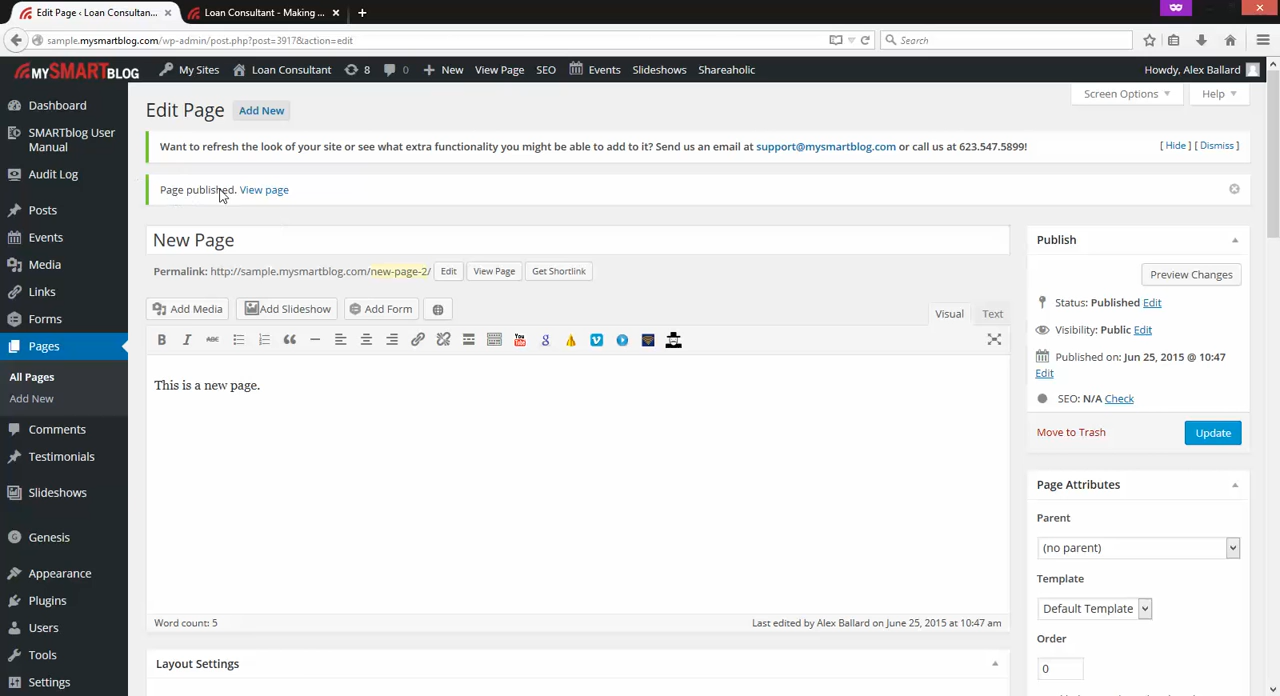 Edit Page ‹ Loan Consultan...
Loan Consultant - Making ...
sample.mysmartblog.com/wp-admin/post.php?post=3917&action=edit
Search
MYSMARTBLOG
My Sites
Loan Consultant
8
0
New
View Page
SEO
Events
Slideshows
Shareaholic
Howdy, Alex Ballard
Dashboard
SMARTblog User
Manual
Audit Log
Posts
Events
Media
Links
Forms
Pages
All Pages
Add New
Comments
Testimonials
Slideshows
Genesis
Appearance
Plugins
Users
Tools
Settings
Screen Options
Help
Edit Page
Add New
Want to refresh the look of your site or see what extra functionality you might be able to add to it? Send us an email at support@mysmartblog.com or call us at 623.547.5899!
[ Hide ] [ Dismiss ]
Page published. View page
New Page
Permalink: http://sample.mysmartblog.com/new-page-2/
Edit
View Page
Get Shortlink
Add Media
Add Slideshow
Add Form
Visual
Text
B
I
ABC
You
g
This is a new page.
Word count: 5
Last edited by Alex Ballard on June 25, 2015 at 10:47 am
Layout Settings
Publish
Preview Changes
Status: Published Edit
Visibility: Public Edit
Published on: Jun 25, 2015 @ 10:47
Edit
SEO: N/A Check
Move to Trash
Update
Page Attributes
Parent
(no parent)
Template
Default Template
Order
0